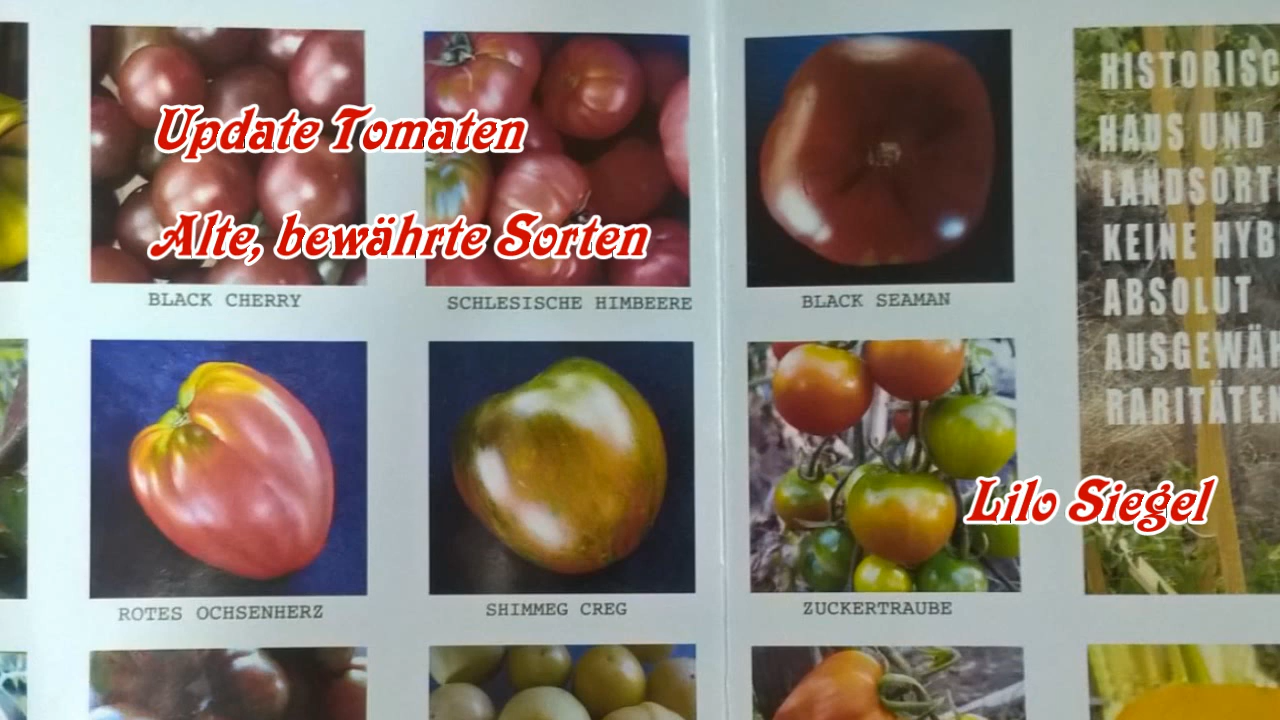 Update Tomaten
Alte, bewährte Sorten
BLACK CHERRY
SCHLESISCHE HIMBEERE
BLACK SEAMAN
HISTORISC
HAUS UND
LANDSORT
KEINE HYB
ABSOLUT
AUSGEWÄH
RARITÄTEN
Lilo Siegel
ROTES OCHSENHERZ
SHIMMEG CREG
ZUCKERTRAUBE